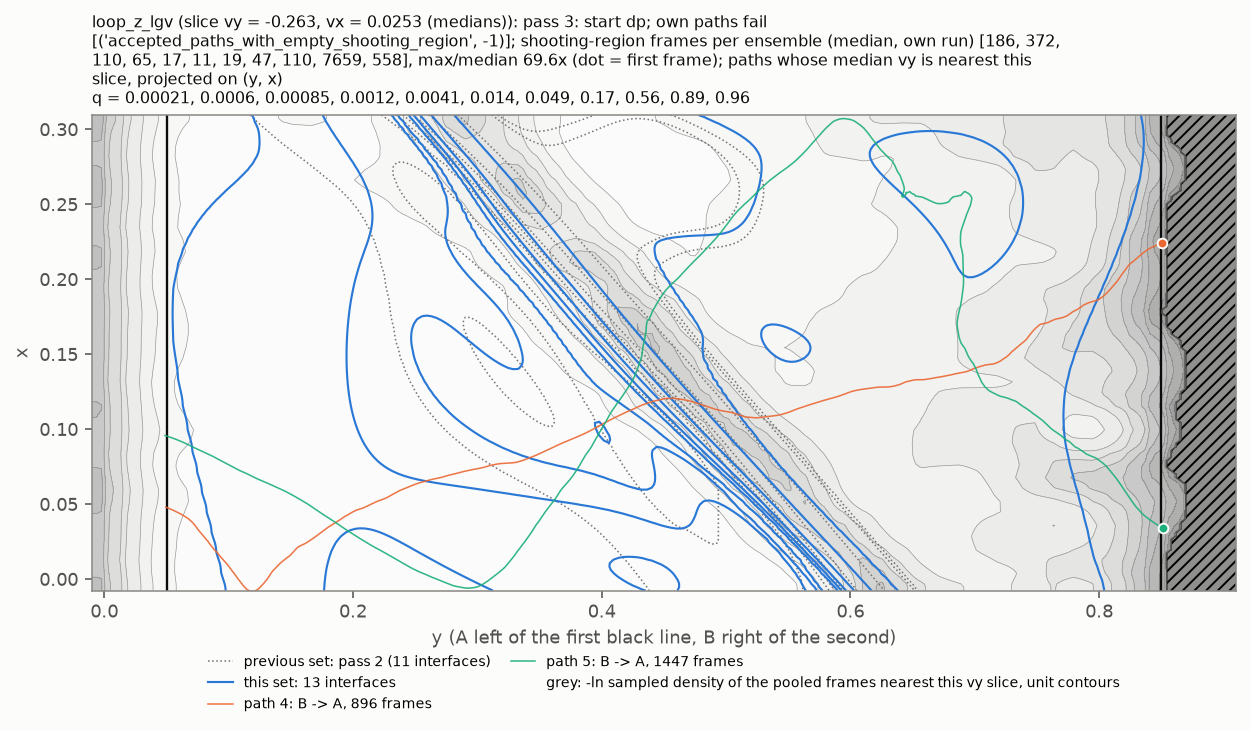 loop_z_lgv (slice vy = -0.263, vx = 0.0253 (medians)): pass 3: start dp; own paths fail
[('accepted_paths_with_empty_shooting_region', -1)]; shooting-region frames per ensemble (median, own run) [186, 372,
110, 65, 17, 11, 19, 47, 110, 7659, 558], max/median 69.6x (dot = first frame); paths whose median vy is nearest this
slice, projected on (y, x)
q = 0.00021, 0.0006, 0.00085, 0.0012, 0.0041, 0.014, 0.049, 0.17, 0.56, 0.89, 0.96
0.30
0.25
0.20
0.15
0.10
0.05
0.00
x
0.0 0.2 0.4 0.6 0.8
y (A left of the first black line, B right of the second)
previous set: pass 2 (11 interfaces)
this set: 13 interfaces
path 4: B -> A, 896 frames
path 5: B -> A, 1447 frames
grey: -ln sampled density of the pooled frames nearest this vy slice, unit contours